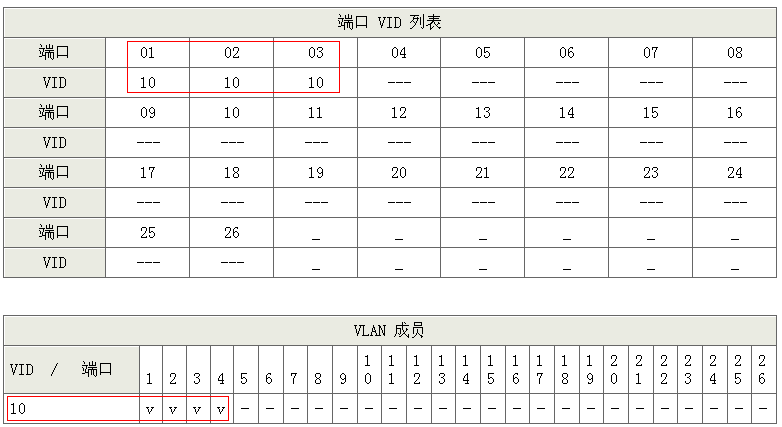 端口 VID 列表
端口 01 02 03 04 05 06 07 08
VID 10 10 10 --- --- --- --- ---
端口 09 10 11 12 13 14 15 16
VID --- --- --- --- --- --- --- ---
端口 17 18 19 20 21 22 23 24
VID --- --- --- --- --- --- --- ---
端口 25 26 _ _ _ _ _ _
VID --- --- _ _ _ _ _ _
VLAN 成员
VID / 端口 1 2 3 4 5 6 7 8 9 10 11 12 13 14 15 16 17 18 19 20 21 22 23 24 25 26
10 v v v v - - - - - - - - - - - - - - - - - - - - - -